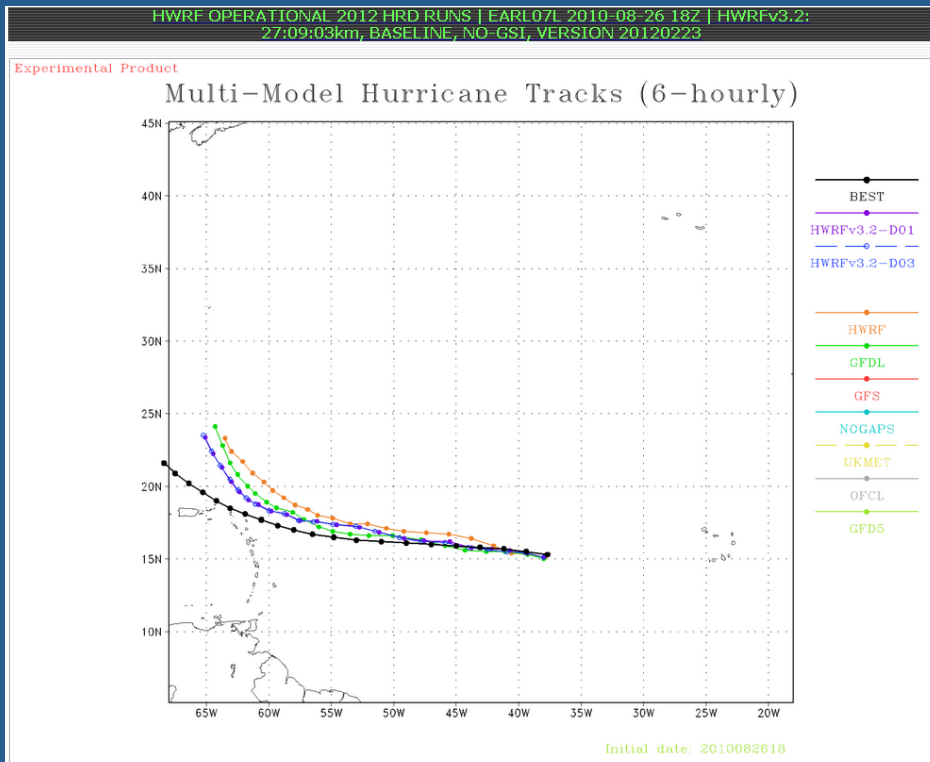 HWRF OPERATIONAL 2012 HRD RUNS | EARL07L 2010-08-26 18Z | HWRFv3.2:
27:09:03km, BASELINE, NO-GSI, VERSION 20120223
Experimental Product
Multi-Model Hurricane Tracks (6-hourly)
45N
40N
35N
30N
25N
20N
15N
10N
65W 60W 55W 50W 45W 40W 35W 30W 25W 20W
BEST
HWRFv3.2-D01
HWRFv3.2-D03
HWRF
GFDL
GFS
NOGAPS
UKMET
OFCL
GFD5
Initial date: 2010082618